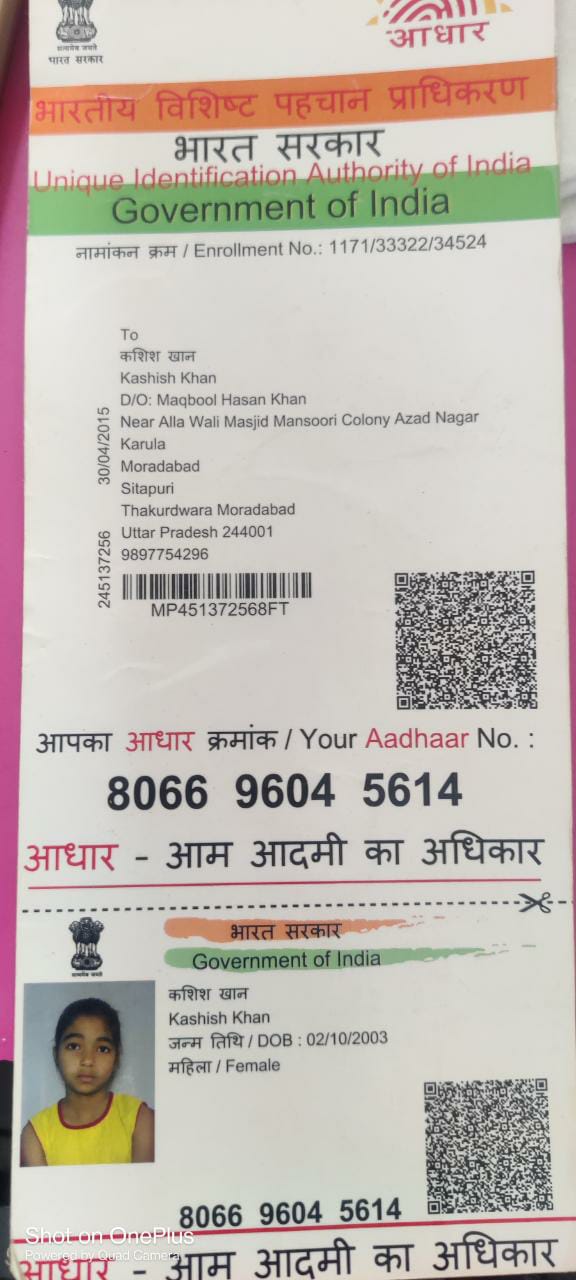 सत्यमेव जयते
भारत सरकार
आधार
भारतीय विशिष्ट पहचान प्राधिकरण
भारत सरकार
Unique Identification Authority of India
Government of India
नामांकन क्रम / Enrollment No.: 1171/33322/34524
To
कशिश खान
Kashish Khan
D/O: Maqbool Hasan Khan
Near Alla Wali Masjid Mansoori Colony Azad Nagar
Karula
Moradabad
Sitapuri
Thakurdwara Moradabad
Uttar Pradesh 244001
9897754296
30/04/2015
245137256
MP451372568FT
आपका आधार क्रमांक / Your Aadhaar No. :
8066 9604 5614
आधार - आम आदमी का अधिकार
भारत सरकार
Government of India
सत्यमेव जयते
कशिश खान
Kashish Khan
जन्म तिथि / DOB : 02/10/2003
महिला / Female
8066 9604 5614
Shot on OnePlus
Powered by Quad Camera
आधार - आम आदमी का अधिकार